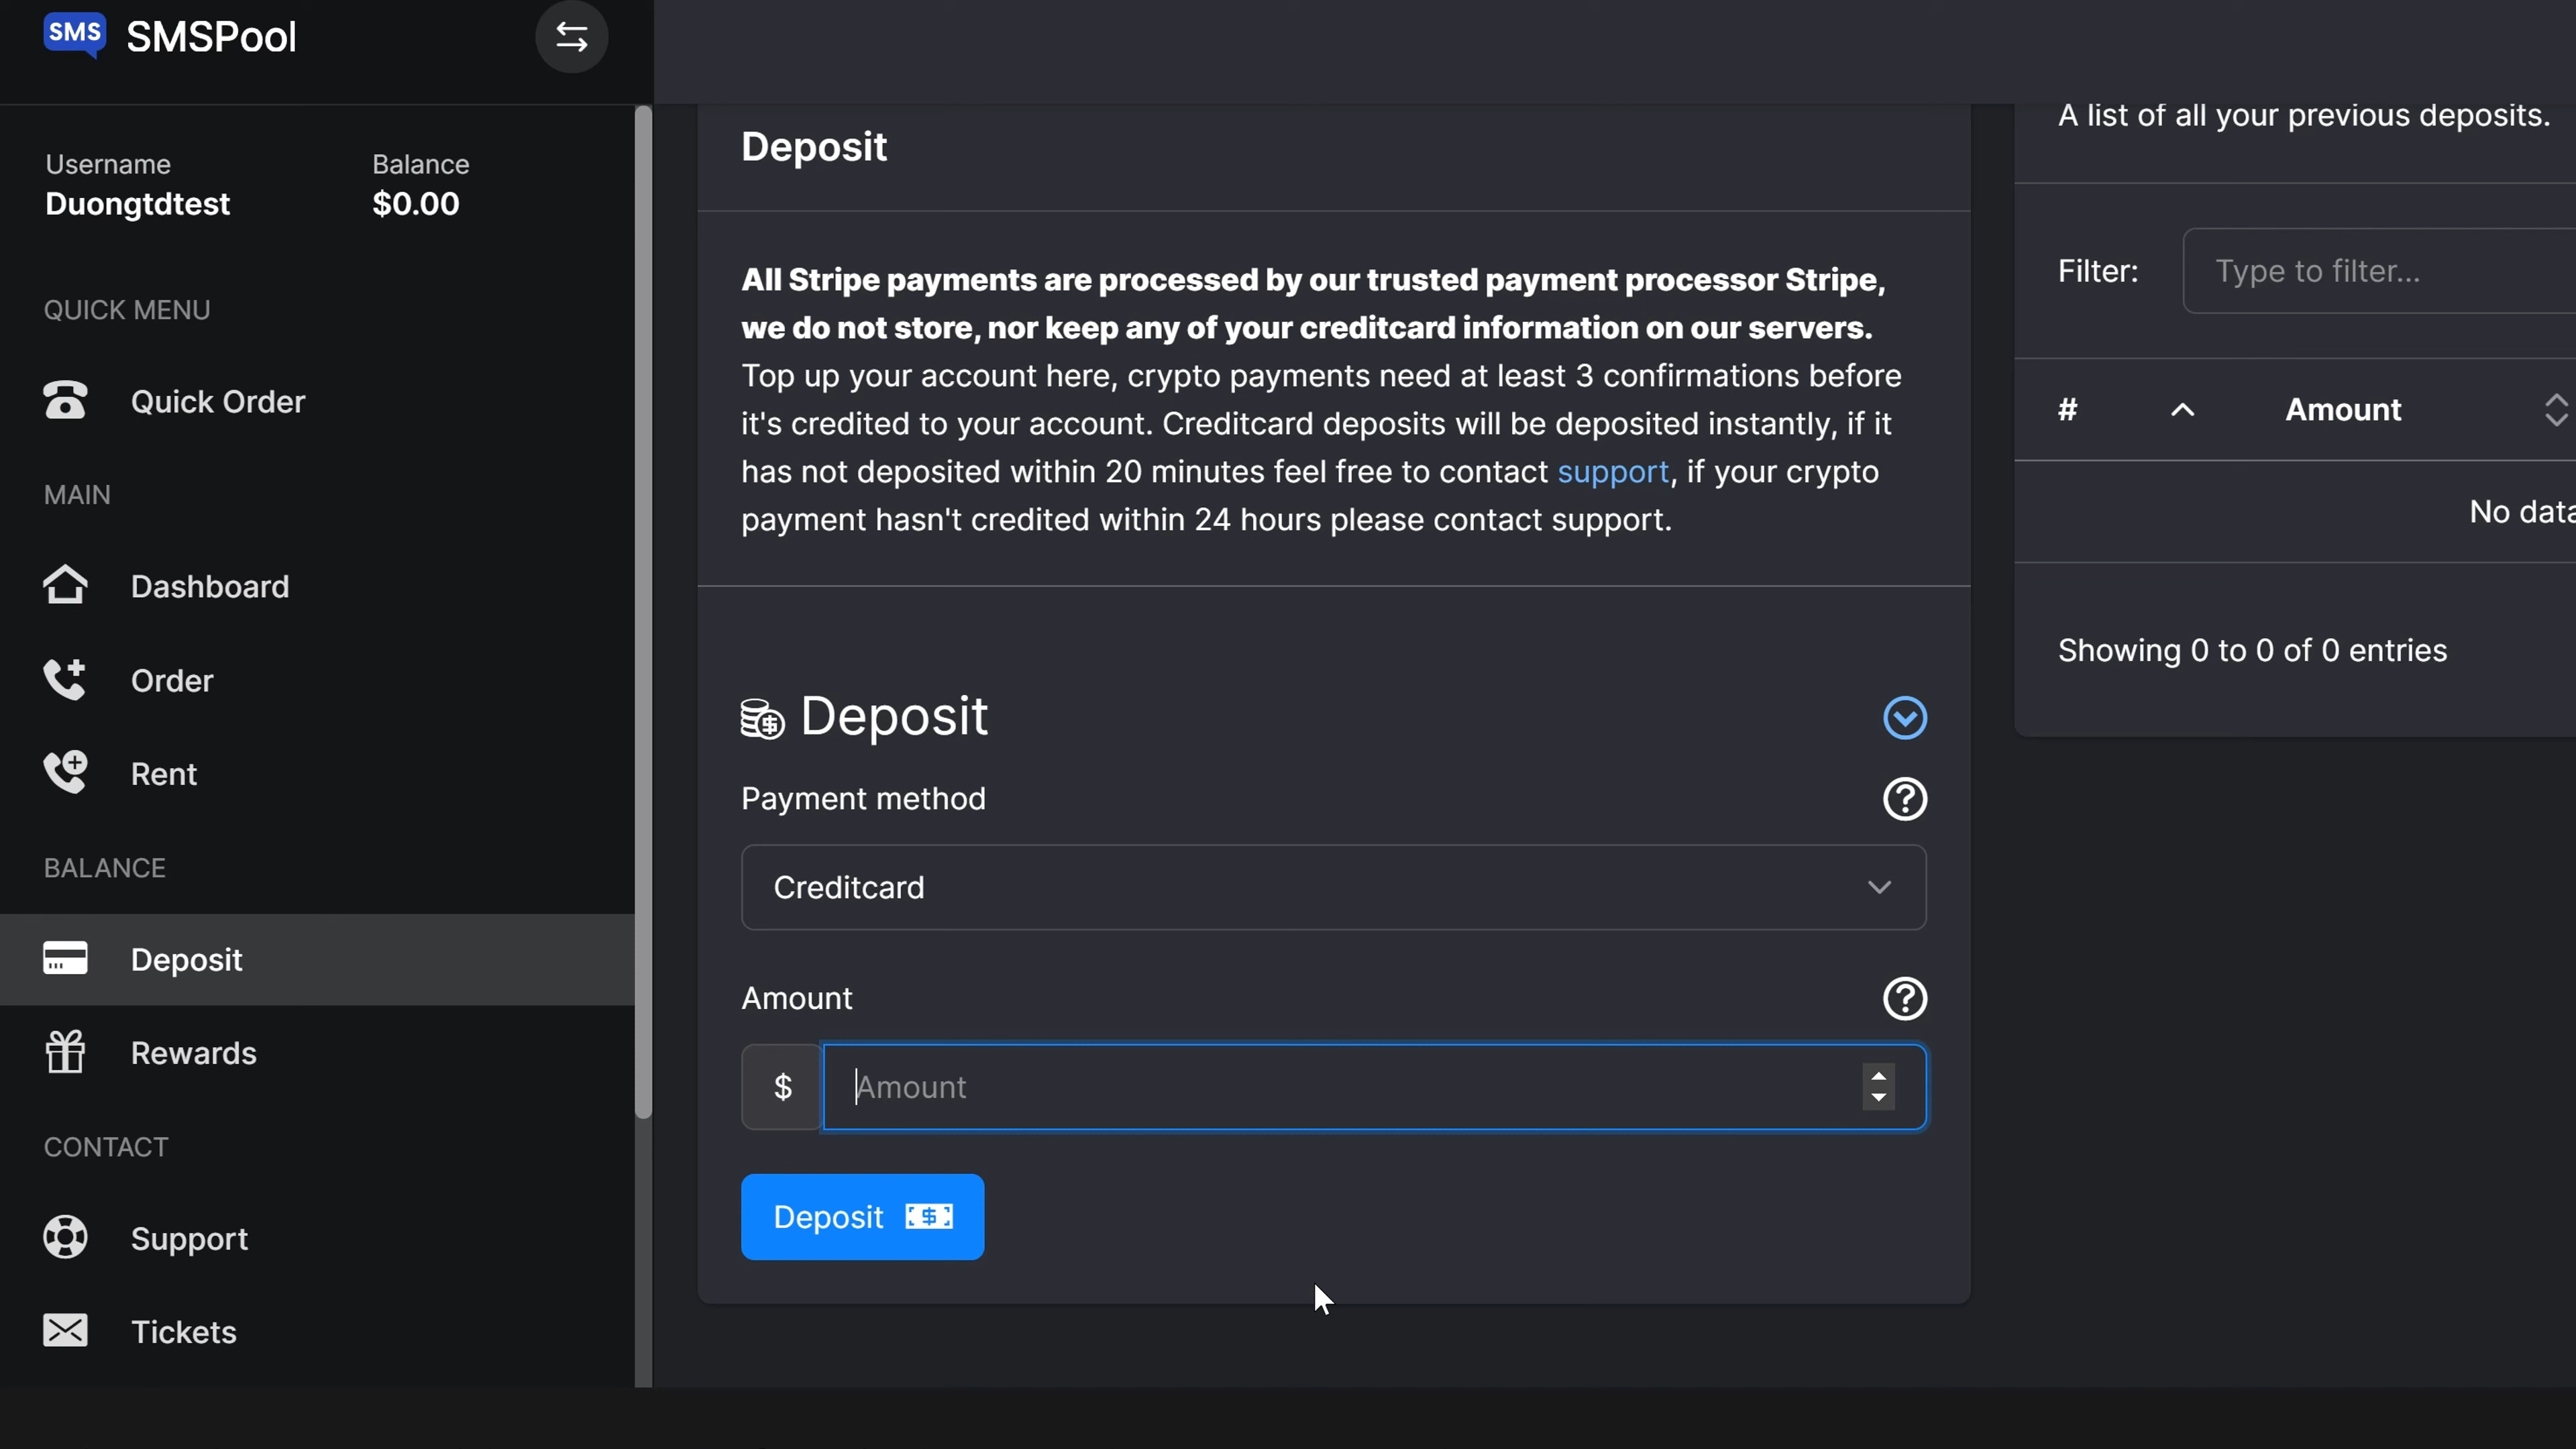 SMS SMSPool
Username
Balance
Duongtdtest
$0.00
QUICK MENU
Quick Order
MAIN
Dashboard
Order
Rent
BALANCE
Deposit
Rewards
CONTACT
Support
Tickets
Deposit
All Stripe payments are processed by our trusted payment processor Stripe,
we do not store, nor keep any of your creditcard information on our servers.
Top up your account here, crypto payments need at least 3 confirmations before
it's credited to your account. Creditcard deposits will be deposited instantly, if it
has not deposited within 20 minutes feel free to contact support, if your crypto
payment hasn't credited within 24 hours please contact support.
Deposit
Payment method
Creditcard
Amount
$ Amount
Deposit
A list of all your previous deposits.
Filter: Type to filter...
# Amount
No data
Showing 0 to 0 of 0 entries